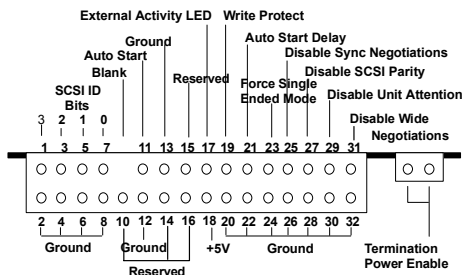 External Activity LED Write Protect
Ground Auto Start Delay
Auto Start Disable Sync Negotiations
Blank Reserved Disable SCSI Parity
SCSI ID Bits
Force Single Ended Mode
Disable Unit Attention
Disable Wide Negotiations
3 2 1 0
1 3 5 7 11 13 15 17 19 21 23 25 27 29 31
2 4 6 8 10 12 14 16 18 20 22 24 26 28 30 32
Ground Ground +5V Ground
Reserved
Termination
Power Enable